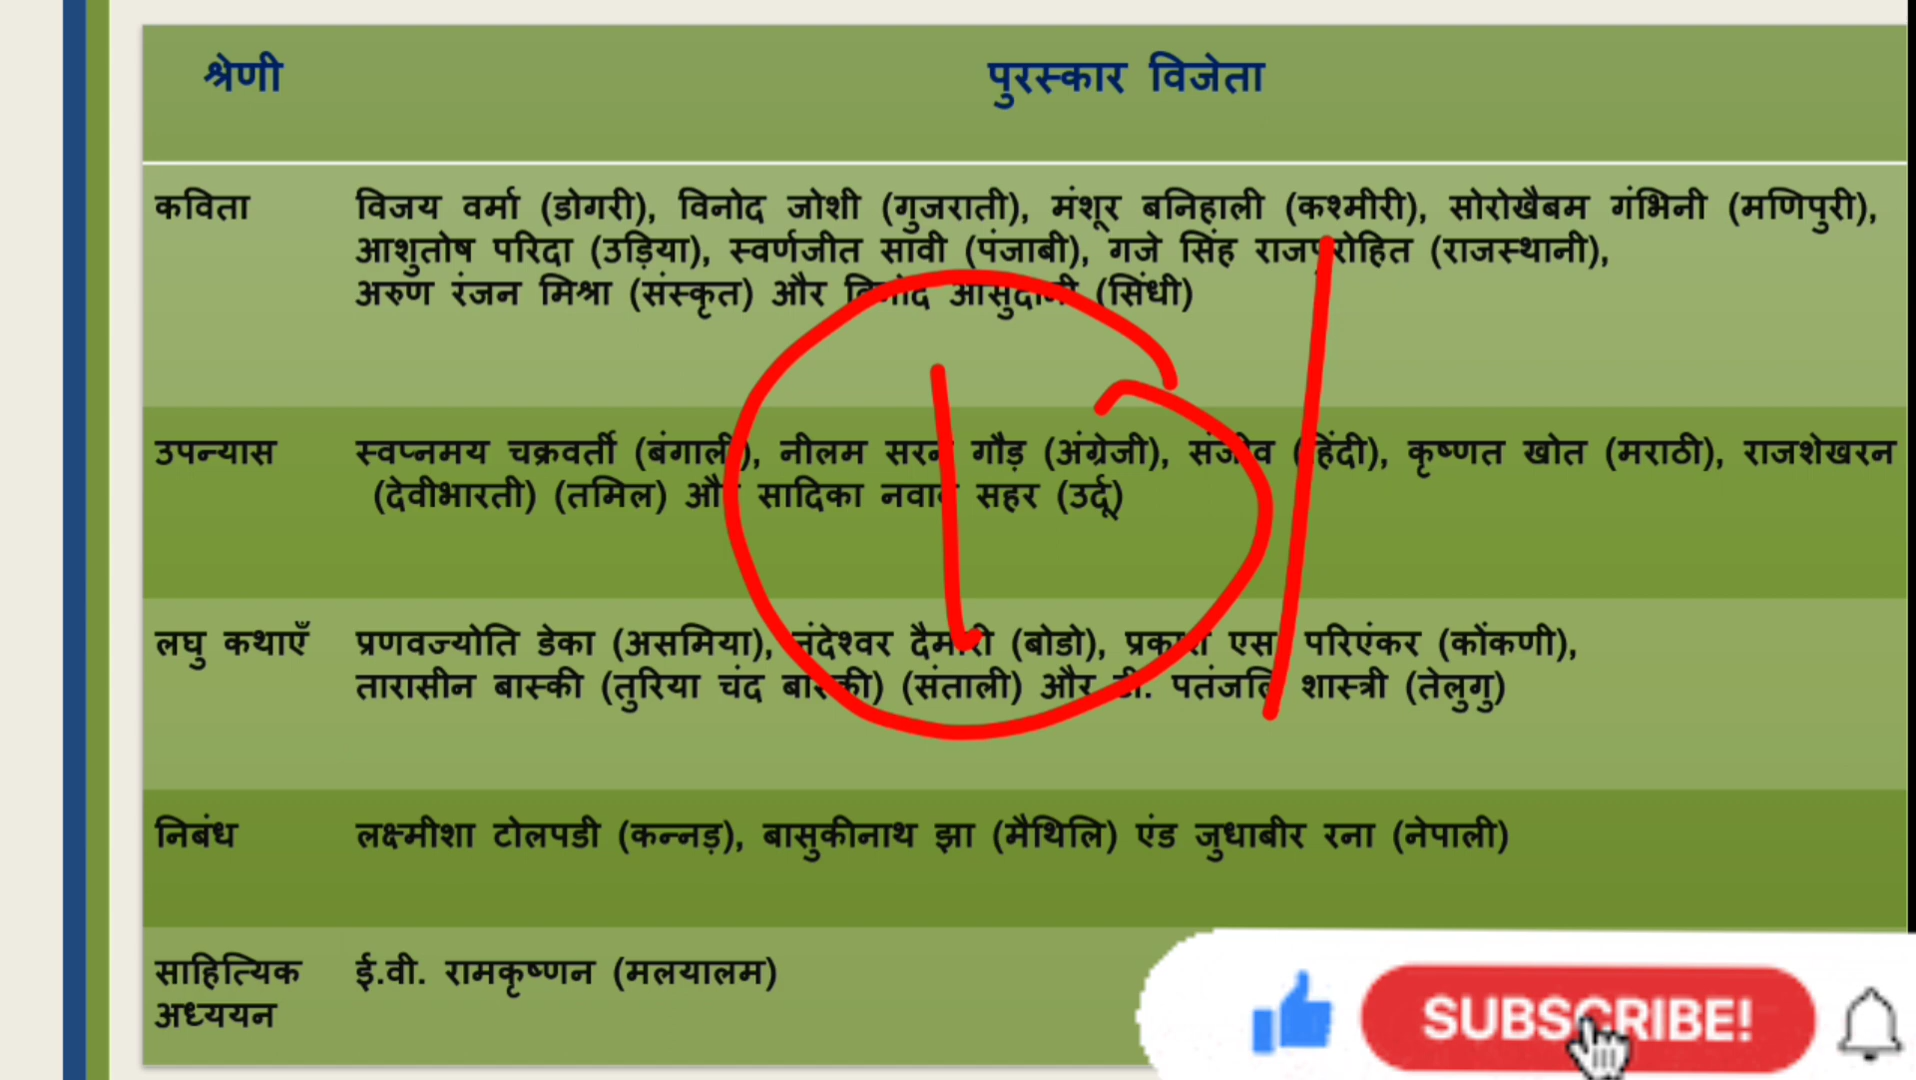 श्रेणी पुरस्कार विजेता
कविता विजय वर्मा (डोगरी), विनोद जोशी (गुजराती), मंशूर बनिहाली (कश्मीरी), सोरोखैबम गंभिनी (मणिपुरी),
आशुतोष परिदा (उड़िया), स्वर्णजीत सावी (पंजाबी), गजे सिंह राजपुरोहित (राजस्थानी),
अरुण रंजन मिश्रा (संस्कृत) और विनोद आसुदानी (सिंधी)
उपन्यास स्वप्नमय चक्रवर्ती (बंगाली), नीलम सरन गौड़ (अंग्रेजी), संजीव (हिंदी), कृष्णत खोत (मराठी), राजशेखरन
(देवीभारती) (तमिल) और सादिका नवाब सहर (उर्दू)
लघु कथाएँ प्रणवज्योति डेका (असमिया), नंदेश्वर दैमारी (बोडो), प्रकाश एस परिएंकर (कोंकणी),
तारासीन बास्की (तुरिया चंद बास्की) (संताली) और टी. पतंजलि शास्त्री (तेलुगु)
निबंध लक्ष्मीशा टोलपडी (कन्नड़), बासुकीनाथ झा (मैथिलि) एंड जुधाबीर रना (नेपाली)
साहित्यिक ई.वी. रामकृष्णन (मलयालम)
अध्ययन
SUBSCRIBE!